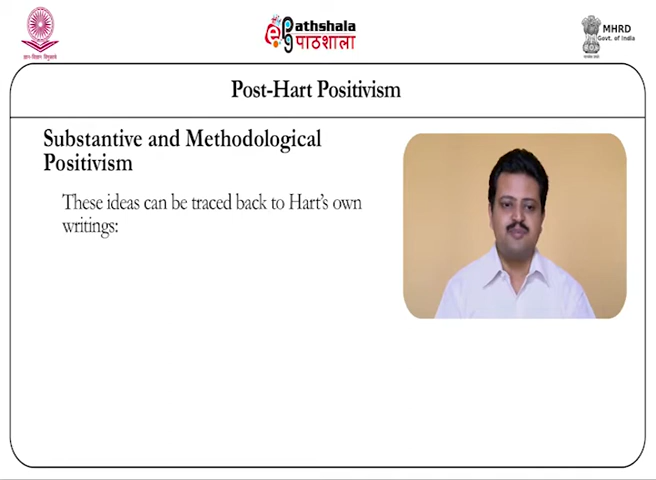 Pathshala
पाठशाला
MHRD
Govt. of India
Post-Hart Positivism
Substantive and Methodological
Positivism
These ideas can be traced back to Hart's own
writings: